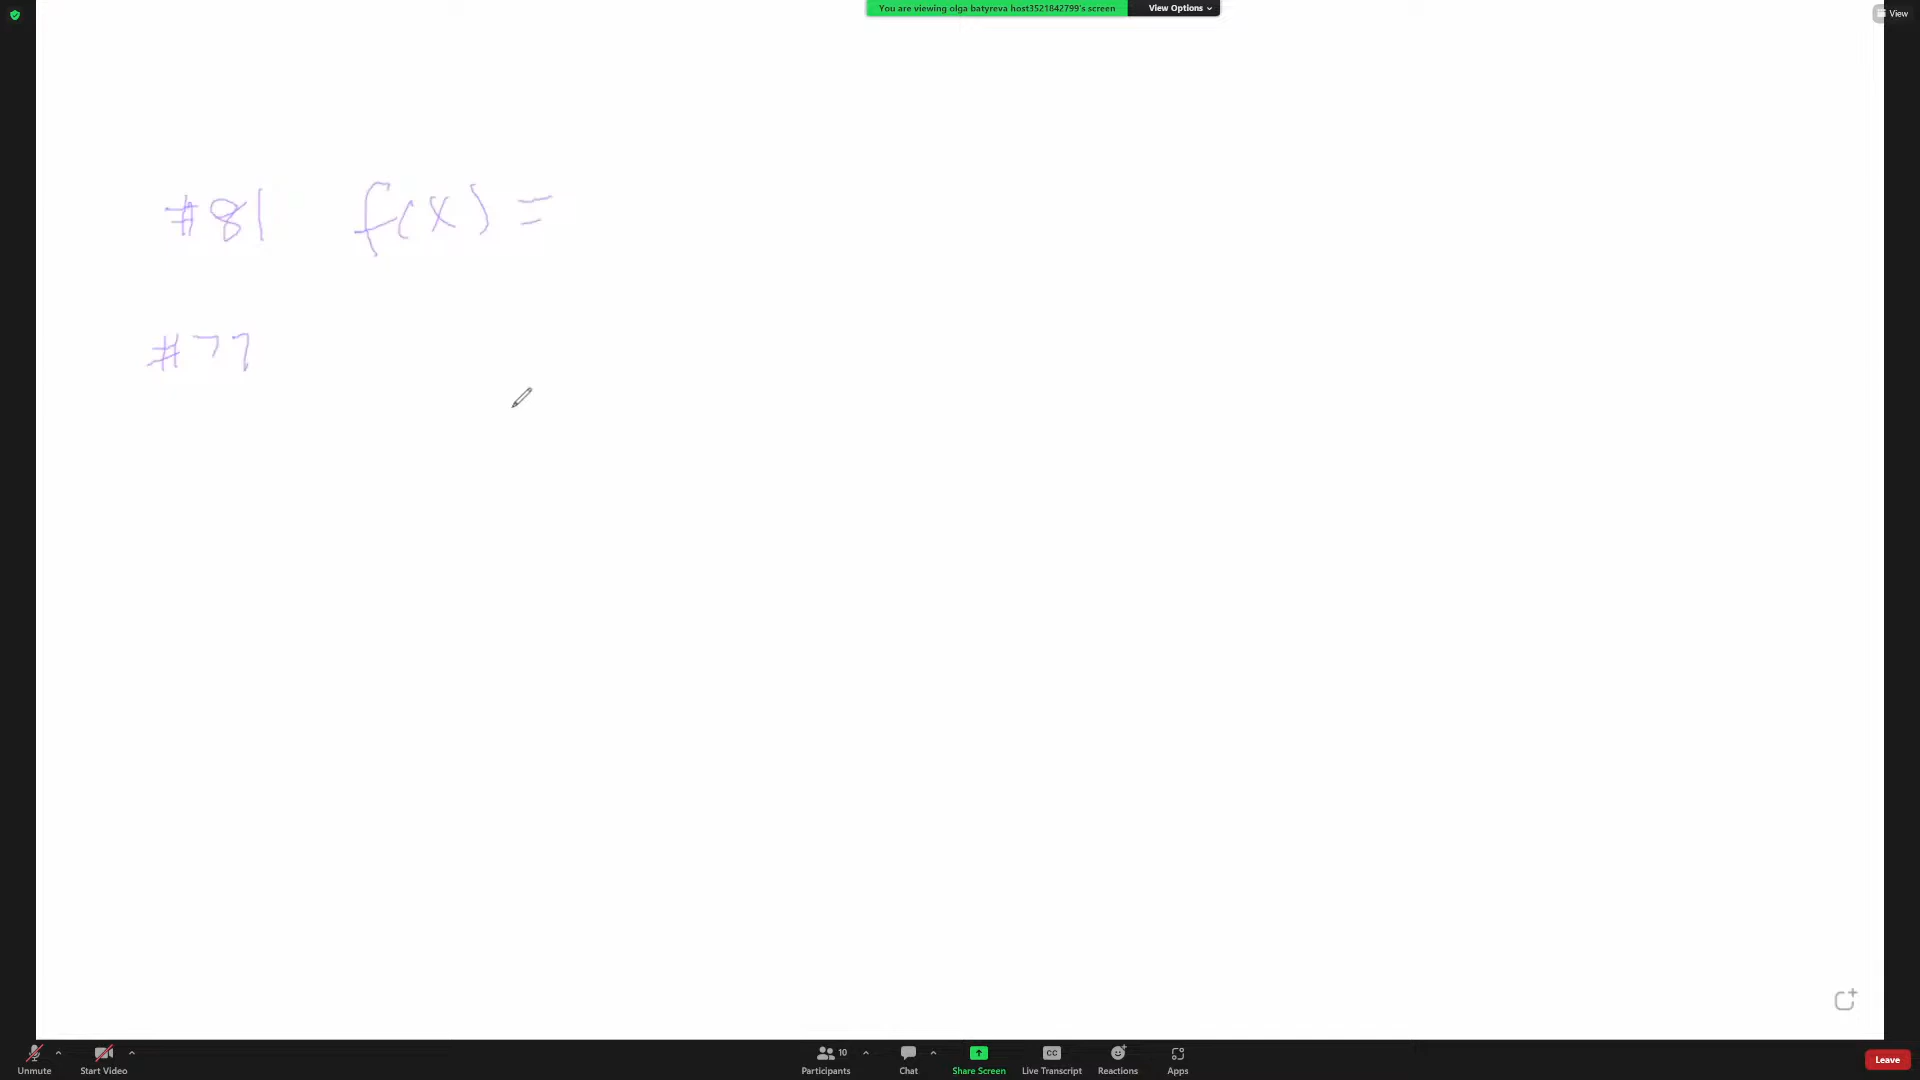 You are viewing olga batyreva host3521842799's screen
View Options
View
#81 f(x) =
#77
Unmute
Start Video
10
Participants
Chat
Share Screen
CC
Live Transcript
Reactions
Apps
Leave